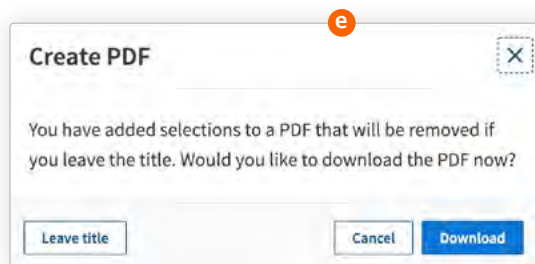 e
Create PDF
You have added selections to a PDF that will be removed if
you leave the title. Would you like to download the PDF now?
Leave title Cancel Download